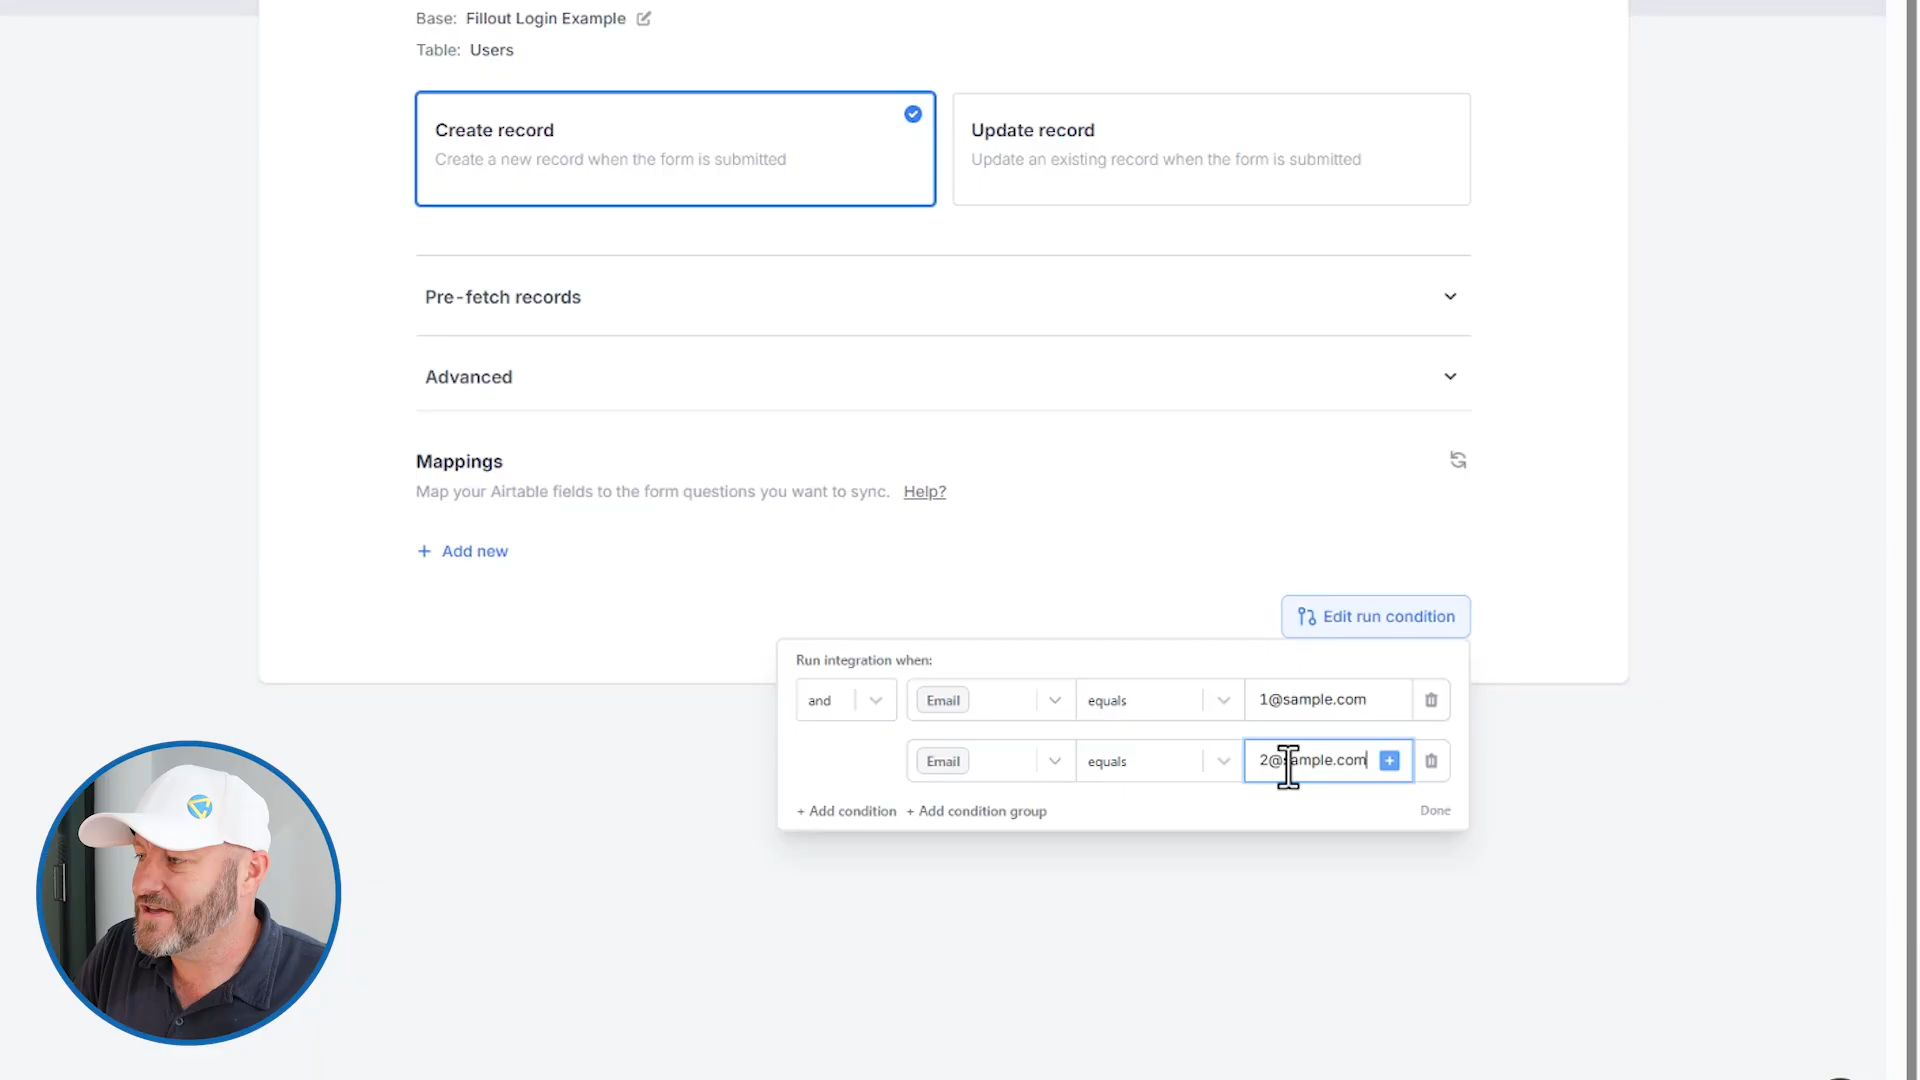 Base: Fillout Login Example
Table: Users
Create record
Create a new record when the form is submitted
Update record
Update an existing record when the form is submitted
Pre-fetch records
Advanced
Mappings
Map your Airtable fields to the form questions you want to sync. Help?
+ Add new
Edit run condition
Run integration when:
and Email equals 1@sample.com
Email equals 2@sample.com
+ Add condition + Add condition group Done